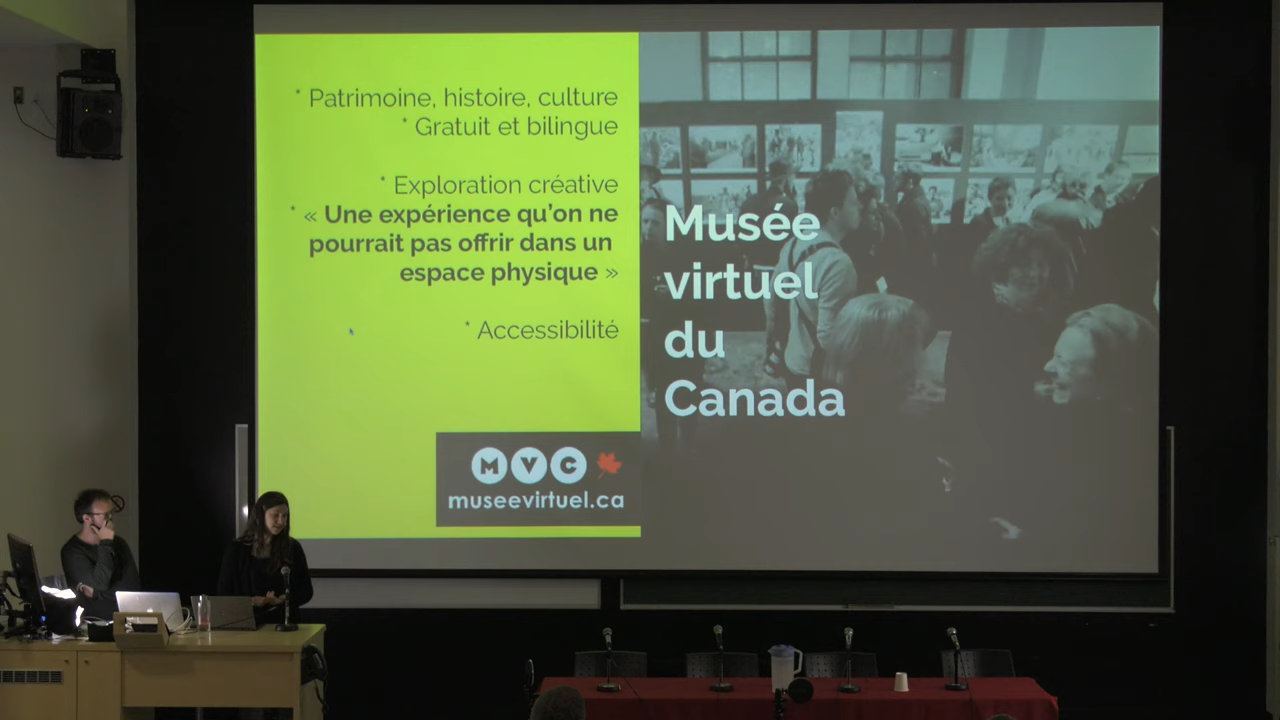 * Patrimoine, histoire, culture
* Gratuit et bilingue
* Exploration créative
* « Une expérience qu'on ne
pourrait pas offrir dans un
espace physique »
* Accessibilité
MVC
museevirtuel.ca
Musée
virtuel
du
Canada